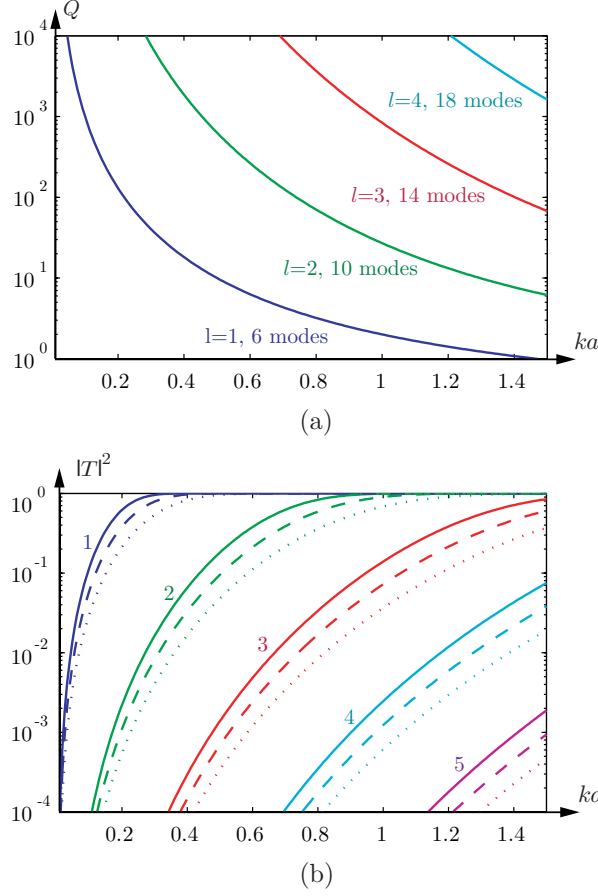 Q
10^4
10^3
10^2
10^1
10^0
l=4, 18 modes
l=3, 14 modes
l=2, 10 modes
l=1, 6 modes
0.2 0.4 0.6 0.8 1 1.2 1.4
ka
(a)
|T|^2
10^0
10^-1
10^-2
10^-3
10^-4
1
2
3
4
5
0.2 0.4 0.6 0.8 1 1.2 1.4
ka
(b)